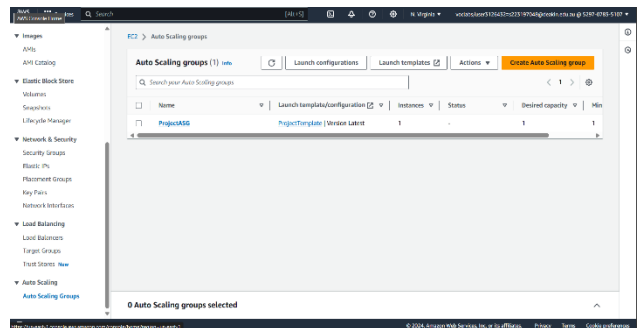 Services
Search
[Alt+S]
N. Virginia
AWS Console Home
Images
AMIs
AMI Catalog
Elastic Block Store
Volumes
Snapshots
Lifecycle Manager
Network & Security
Security Groups
Elastic IPs
Placement Groups
Key Pairs
Network Interfaces
Load Balancing
Load Balancers
Target Groups
Trust Stores New
Auto Scaling
Auto Scaling Groups
EC2 > Auto Scaling groups
Auto Scaling groups (1) Info
Launch configurations
Launch templates
Actions
Create Auto Scaling group
Search your Auto Scaling groups
1
Name Launch template/configuration Instances Status Desired capacity Min
ProjectASG ProjectTemplate | Version Latest 1 - 1 1
0 Auto Scaling groups selected
© 2024, Amazon Web Services, Inc. or its affiliates. Privacy Terms Cookie preferences